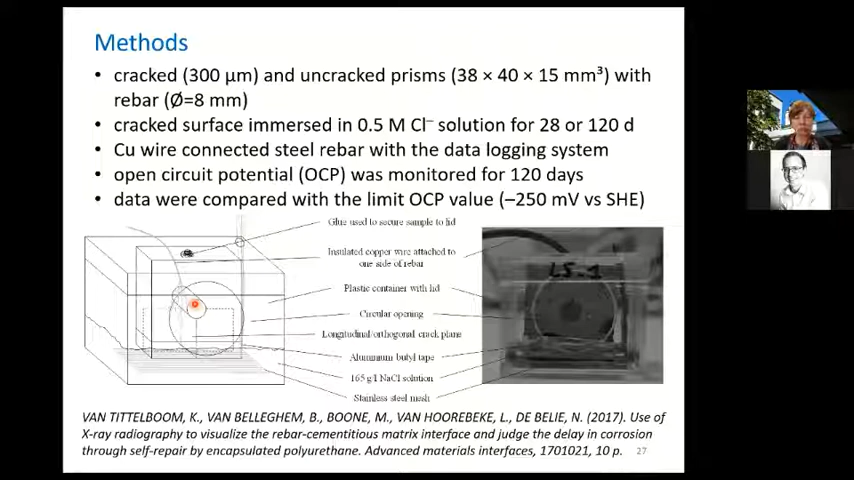 Methods
• cracked (300 µm) and uncracked prisms (38 × 40 × 15 mm³) with
rebar (Ø=8 mm)
• cracked surface immersed in 0.5 M Cl⁻ solution for 28 or 120 d
• Cu wire connected steel rebar with the data logging system
• open circuit potential (OCP) was monitored for 120 days
• data were compared with the limit OCP value (–250 mV vs SHE)
Glue used to secure sample to lid
Insulated copper wire attached to
one side of rebar
Plastic container with lid
Circular opening
Longitudinal/orthogonal crack plane
Aluminum butyl tape
165 g/l NaCl solution
Stainless steel mesh
VAN TITTELBOOM, K., VAN BELLEGHEM, B., BOONE, M., VAN HOOREBEKE, L., DE BELIE, N. (2017). Use of
X-ray radiography to visualize the rebar-cementitious matrix interface and judge the delay in corrosion
through self-repair by encapsulated polyurethane. Advanced materials interfaces, 1701021, 10 p.
27